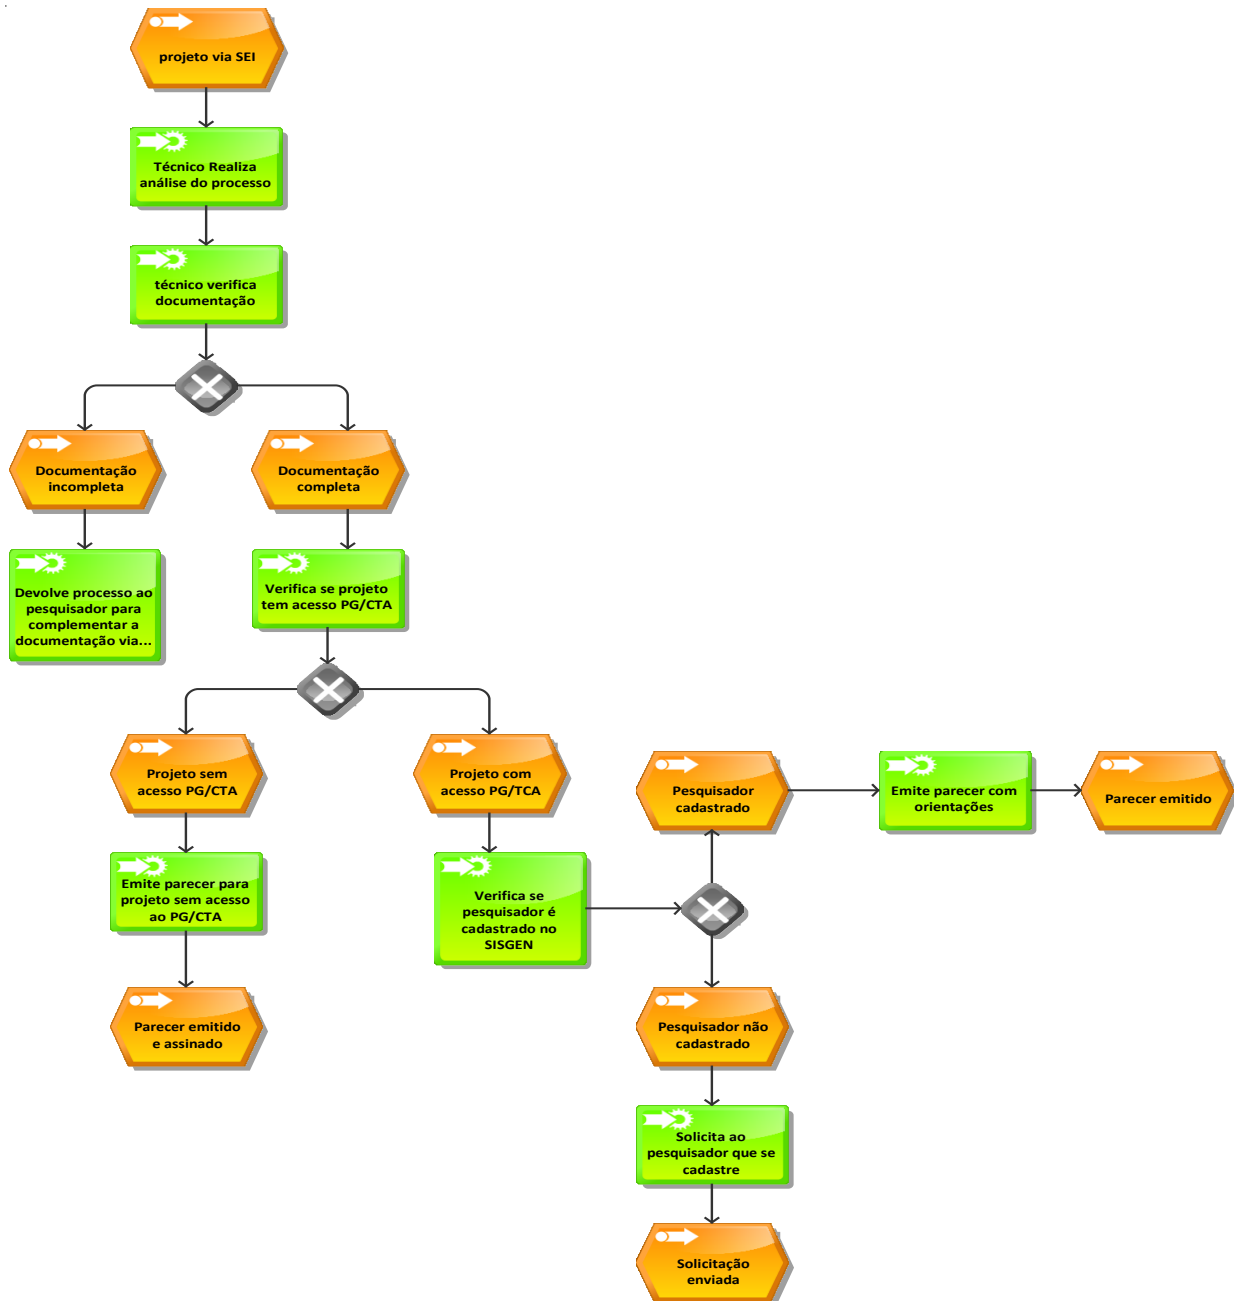 projeto via SEI
Técnico Realiza
análise do processo
técnico verifica
documentação
Documentação
incompleta
Documentação
completa
Devolve processo ao
pesquisador para
complementar a
documentação via...
Verifica se projeto
tem acesso PG/CTA
Projeto sem
acesso PG/CTA
Projeto com
acesso PG/TCA
Pesquisador
cadastrado
Emite parecer com
orientações
Parecer emitido
Emite parecer para
projeto sem acesso
ao PG/CTA
Verifica se
pesquisador é
cadastrado no
SISGEN
Parecer emitido
e assinado
Pesquisador não
cadastrado
Solicita ao
pesquisador que se
cadastre
Solicitação
enviada